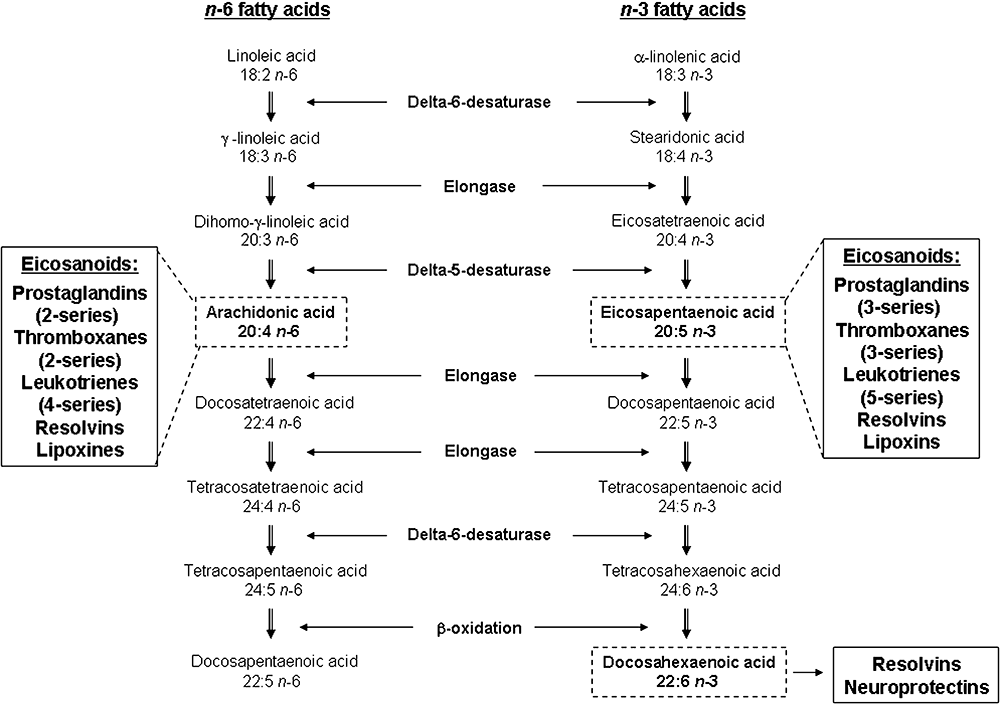 n-6 fatty acids
n-3 fatty acids
Linoleic acid
18:2 n-6
α-linolenic acid
18:3 n-3
Delta-6-desaturase
γ-linoleic acid
18:3 n-6
Stearidonic acid
18:4 n-3
Elongase
Dihomo-γ-linoleic acid
20:3 n-6
Eicosatetraenoic acid
20:4 n-3
Delta-5-desaturase
Eicosanoids:
Prostaglandins
(2-series)
Thromboxanes
(2-series)
Leukotrienes
(4-series)
Resolvins
Lipoxines
Arachidonic acid
20:4 n-6
Eicosapentaenoic acid
20:5 n-3
Eicosanoids:
Prostaglandins
(3-series)
Thromboxanes
(3-series)
Leukotrienes
(5-series)
Resolvins
Lipoxins
Elongase
Docosatetraenoic acid
22:4 n-6
Docosapentaenoic acid
22:5 n-3
Elongase
Tetracosatetraenoic acid
24:4 n-6
Tetracosapentaenoic acid
24:5 n-3
Delta-6-desaturase
Tetracosapentaenoic acid
24:5 n-6
Tetracosahexaenoic acid
24:6 n-3
β-oxidation
Docosapentaenoic acid
22:5 n-6
Docosahexaenoic acid
22:6 n-3
Resolvins
Neuroprotectins